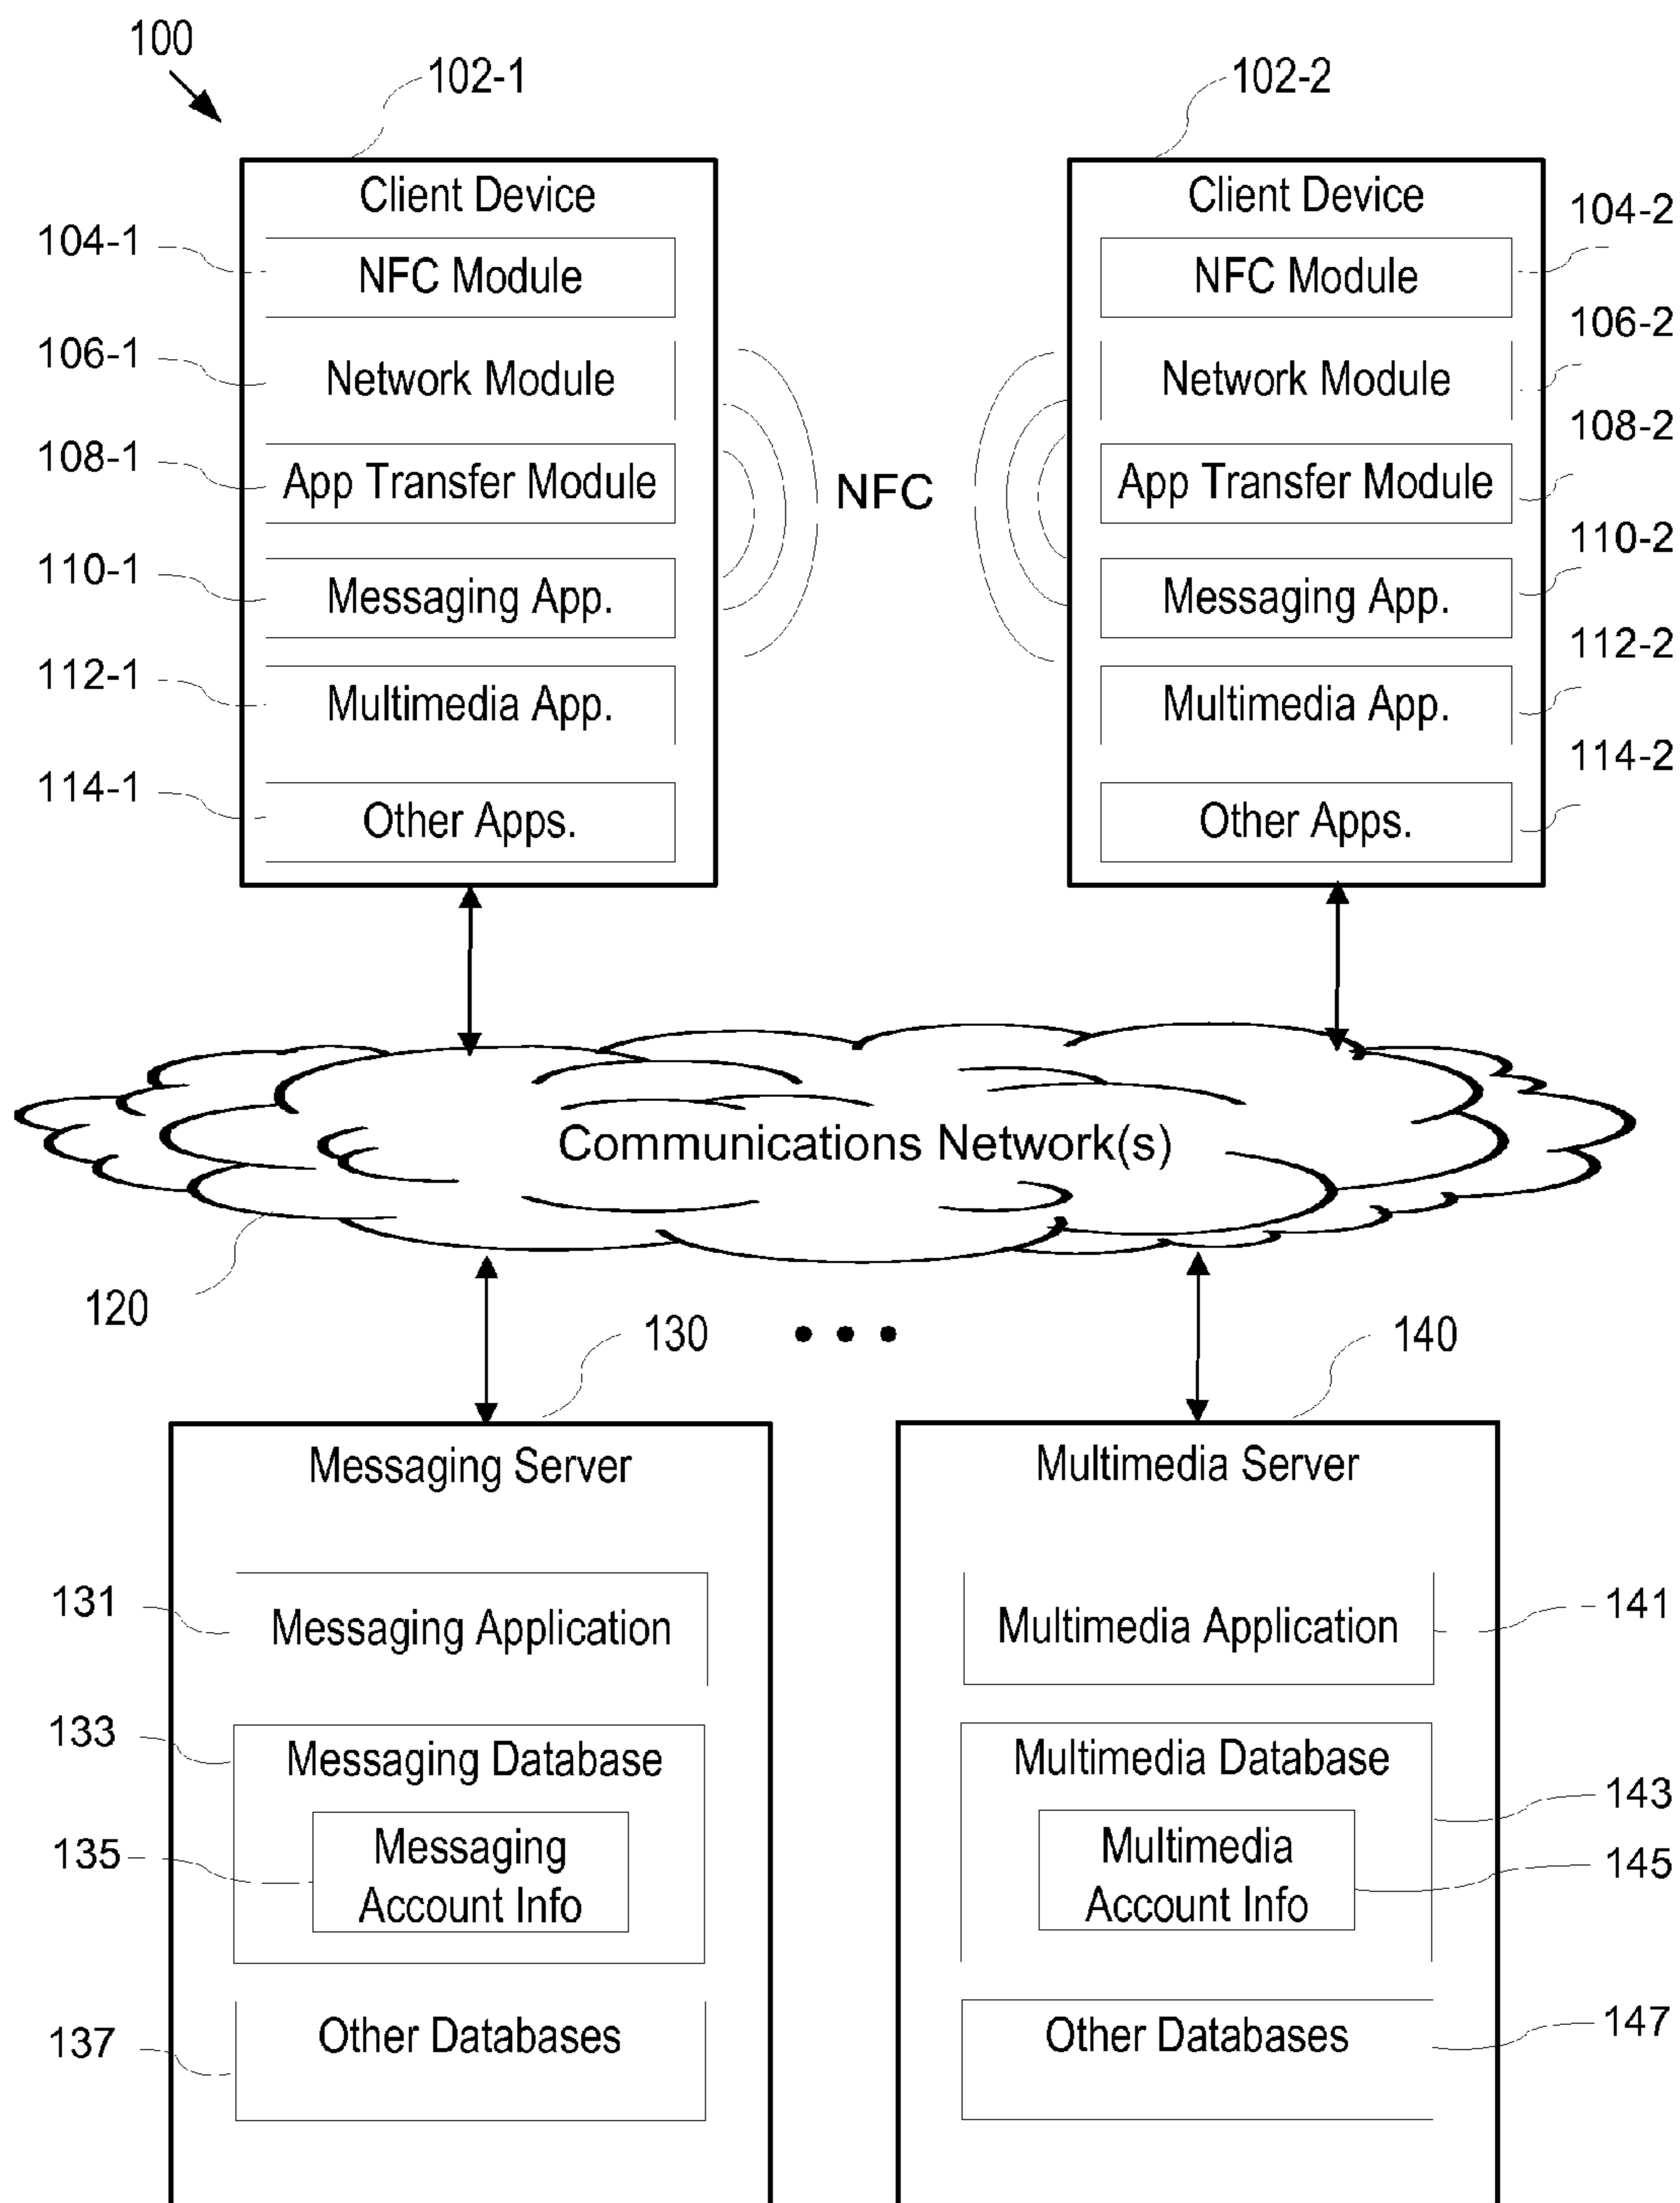 100
102-1
102-2
Client Device
104-1
NFC Module
106-1
Network Module
108-1
App Transfer Module
110-1
Messaging App.
112-1
Multimedia App.
114-1
Other Apps.
NFC
Client Device
104-2
NFC Module
106-2
Network Module
108-2
App Transfer Module
110-2
Messaging App.
112-2
Multimedia App.
114-2
Other Apps.
Communications Network(s)
120
130
140
Messaging Server
131
Messaging Application
133
Messaging Database
135
Messaging
Account Info
137
Other Databases
Multimedia Server
141
Multimedia Application
Multimedia Database
143
Multimedia
Account Info
145
Other Databases
147